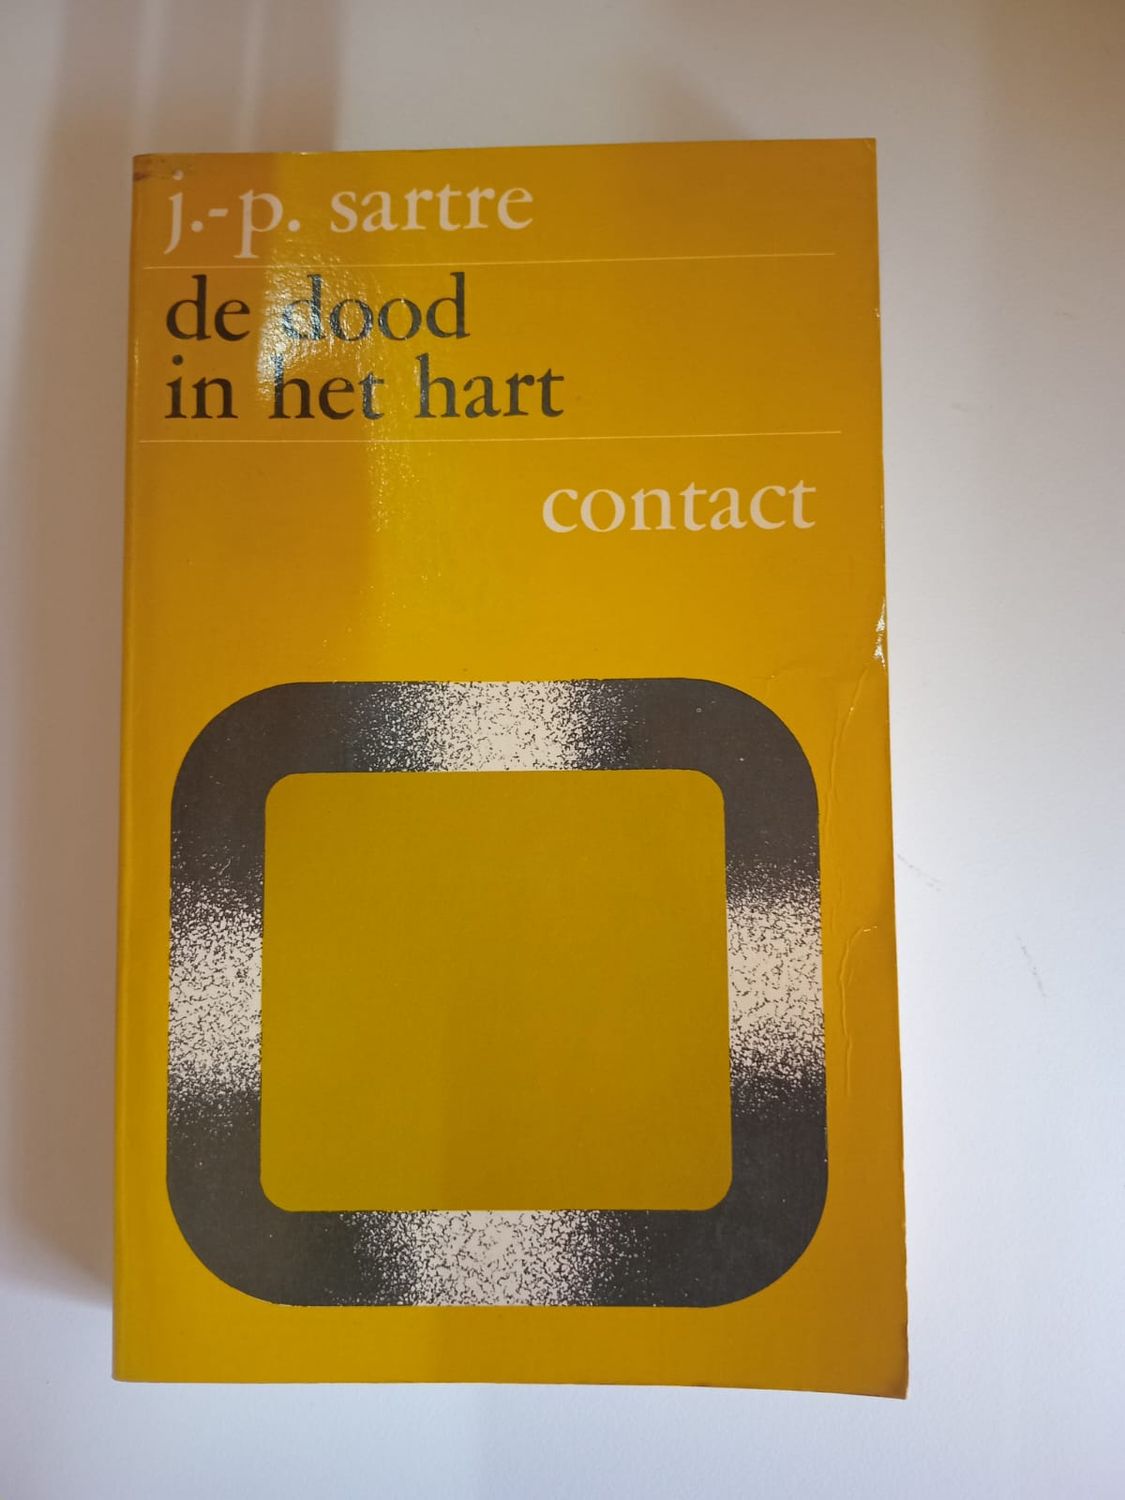 j.-p. sartre
de dood
in het hart
contact